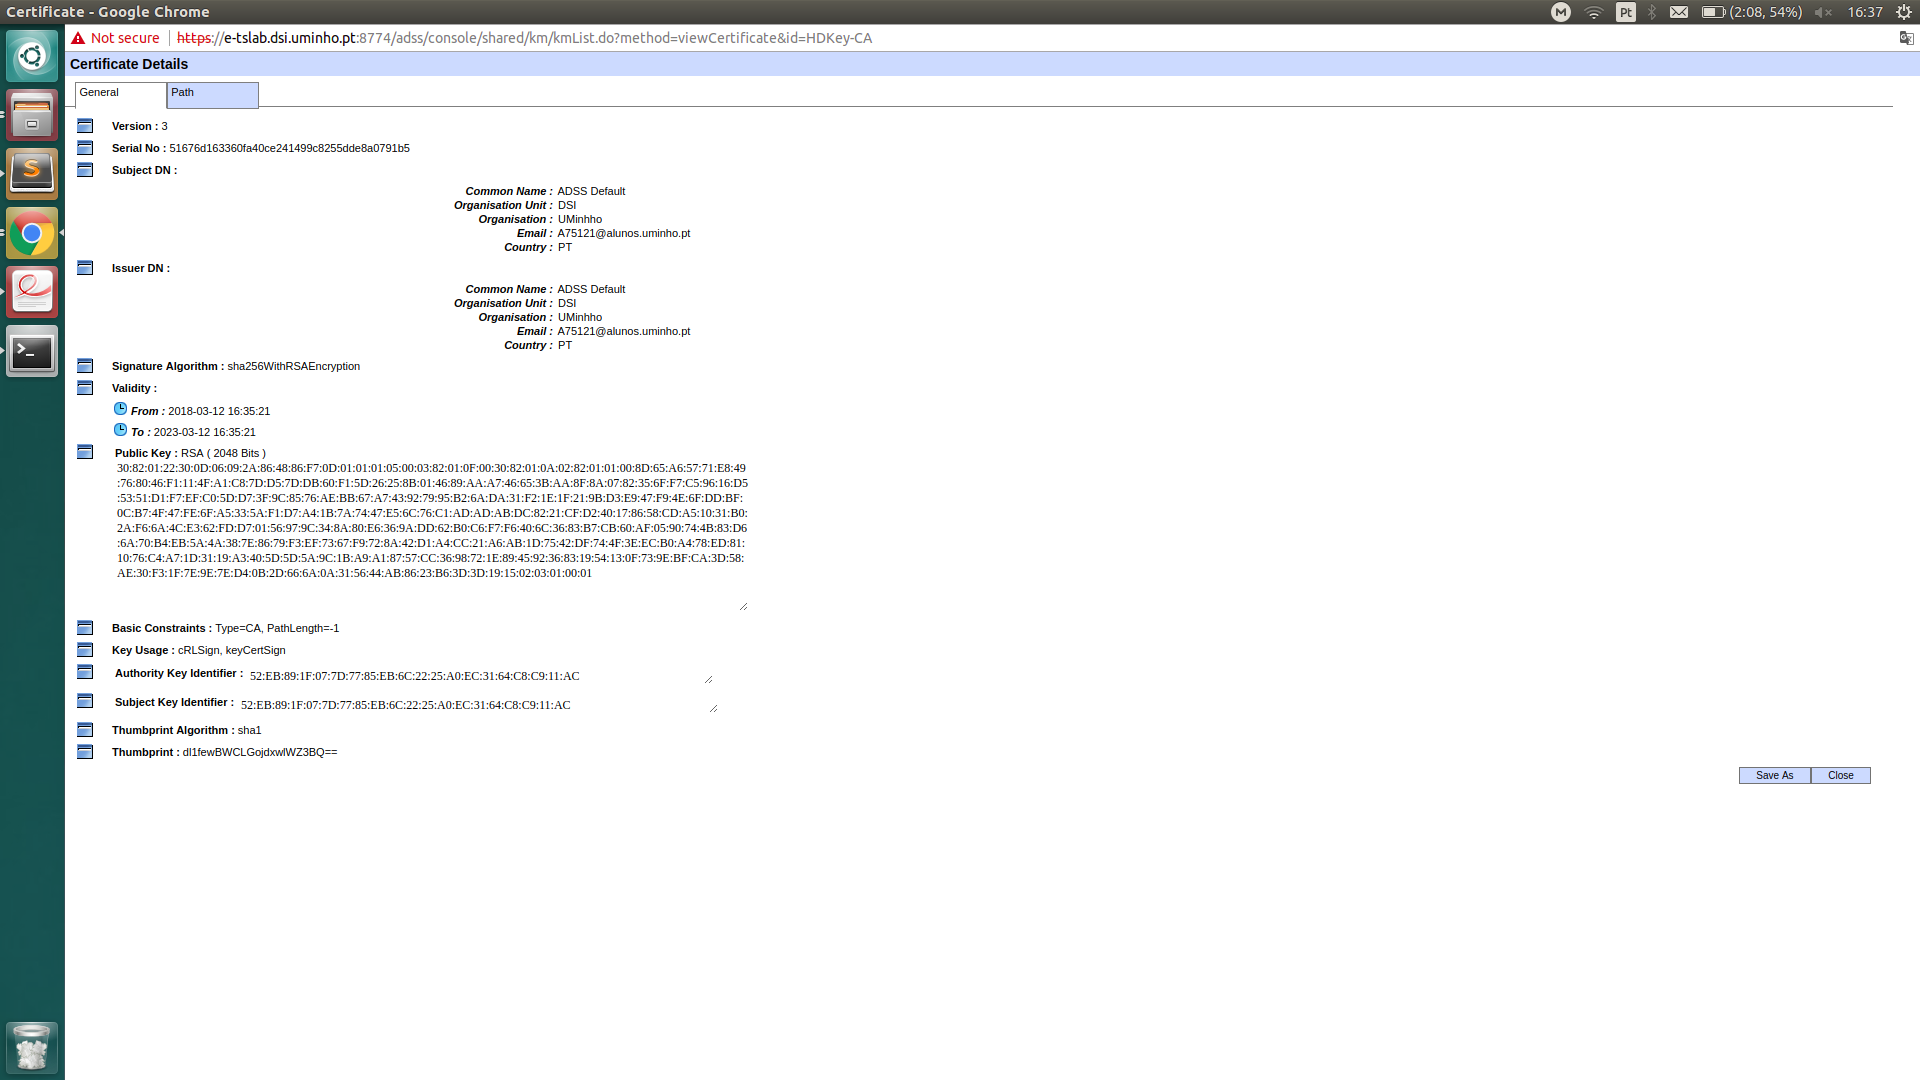 Certificate - Google Chrome
M
Pt
(2:08, 54%)
16:37
Not secure
https://e-tslab.dsi.uminho.pt:8774/adss/console/shared/km/kmList.do?method=viewCertificate&id=HDKey-CA
Certificate Details
General
Path
Version : 3
Serial No : 51676d163360fa40ce241499c8255dde8a0791b5
Subject DN :
Common Name : ADSS Default
Organisation Unit : DSI
Organisation : UMinhho
Email : A75121@alunos.uminho.pt
Country : PT
Issuer DN :
Common Name : ADSS Default
Organisation Unit : DSI
Organisation : UMinhho
Email : A75121@alunos.uminho.pt
Country : PT
Signature Algorithm : sha256WithRSAEncryption
Validity :
From : 2018-03-12 16:35:21
To : 2023-03-12 16:35:21
Public Key : RSA ( 2048 Bits )
30:82:01:22:30:0D:06:09:2A:86:48:86:F7:0D:01:01:01:05:00:03:82:01:0F:00:30:82:01:0A:02:82:01:01:00:8D:65:A6:57:71:E8:49
:76:80:46:F1:11:4F:A1:C8:7D:D5:7D:DB:60:F1:5D:26:25:8B:01:46:89:AA:A7:46:65:3B:AA:8F:8A:07:82:35:6F:F7:C5:96:16:D5
:53:51:D1:F7:EF:C0:5D:D7:3F:9C:85:76:AE:BB:67:A7:43:92:79:95:B2:6A:DA:31:F2:1E:1F:21:9B:D3:E9:47:F9:4E:6F:DD:BF:
0C:B7:4F:47:FE:6F:A5:33:5A:F1:D7:A4:1B:7A:74:47:E5:6C:76:C1:AD:AD:AB:DC:82:21:CF:D2:40:17:86:58:CD:A5:10:31:B0:
2A:F6:6A:4C:E3:62:FD:D7:01:56:97:9C:34:8A:80:E6:36:9A:DD:62:B0:C6:F7:F6:40:6C:36:83:B7:CB:60:AF:05:90:74:4B:83:D6
:6A:70:B4:EB:5A:4A:38:7E:86:79:F3:EF:73:67:F9:72:8A:42:D1:A4:CC:21:A6:AB:1D:75:42:DF:74:4F:3E:EC:B0:A4:78:ED:81:
10:76:C4:A7:1D:31:19:A3:40:5D:5D:5A:9C:1B:A9:A1:87:57:CC:36:98:72:1E:89:45:92:36:83:19:54:13:0F:73:9E:BF:CA:3D:58:
AE:30:F3:1F:7E:9E:7E:D4:0B:2D:66:6A:0A:31:56:44:AB:86:23:B6:3D:3D:19:15:02:03:01:00:01
Basic Constraints : Type=CA, PathLength=-1
Key Usage : cRLSign, keyCertSign
Authority Key Identifier : 52:EB:89:1F:07:7D:77:85:EB:6C:22:25:A0:EC:31:64:C8:C9:11:AC
Subject Key Identifier : 52:EB:89:1F:07:7D:77:85:EB:6C:22:25:A0:EC:31:64:C8:C9:11:AC
Thumbprint Algorithm : sha1
Thumbprint : dl1fewBWCLGojdxwlWZ3BQ==
Save As
Close